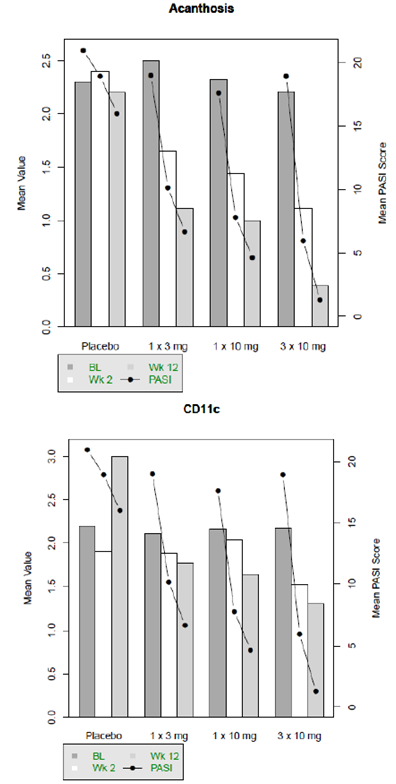 Acanthosis
2.5
2.0
1.5
1.0
0.5
0.0
Mean Value
20
15
10
5
0
Mean PASI Score
Placebo 1 x 3 mg 1 x 10 mg 3 x 10 mg
BL Wk 12
Wk 2 PASI
CD11c
3.0
2.5
2.0
1.5
1.0
0.5
0.0
Mean Value
20
15
10
5
0
Mean PASI Score
Placebo 1 x 3 mg 1 x 10 mg 3 x 10 mg
BL Wk 12
Wk 2 PASI